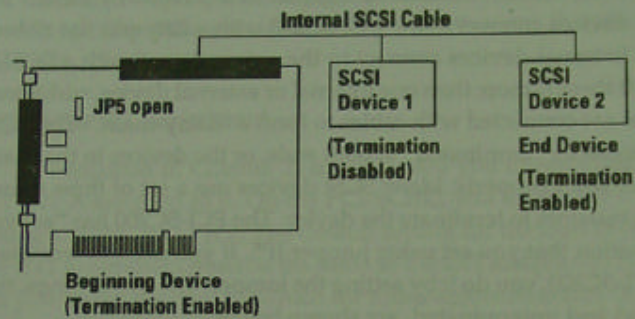 Internal SCSI Cable
JP5 open
SCSI
Device 1
(Termination
Disabled)
SCSI
Device 2
End Device
(Termination
Enabled)
Beginning Device
(Termination Enabled)